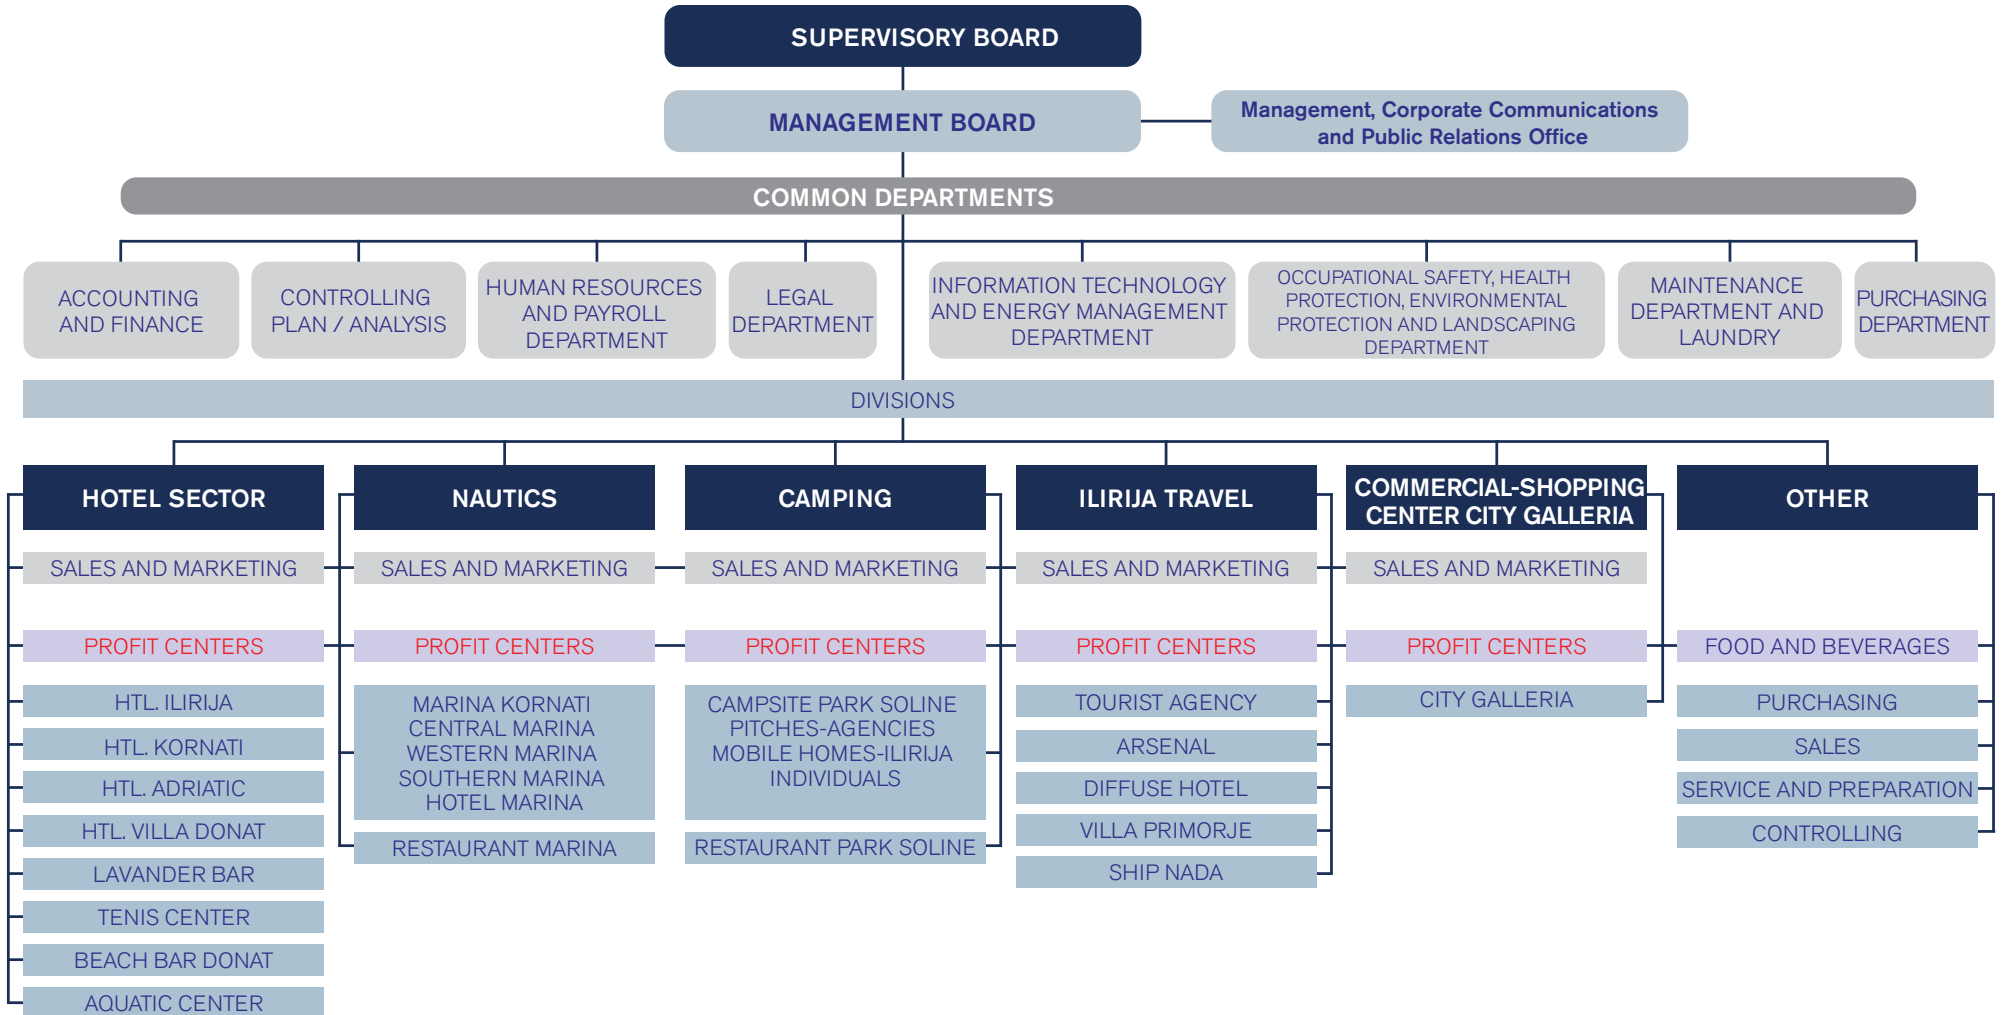 SUPERVISORY BOARD
MANAGEMENT BOARD
Management, Corporate Communications
and Public Relations Office
COMMON DEPARTMENTS
ACCOUNTING
AND FINANCE
CONTROLLING
PLAN / ANALYSIS
HUMAN RESOURCES
AND PAYROLL
DEPARTMENT
LEGAL
DEPARTMENT
INFORMATION TECHNOLOGY
AND ENERGY MANAGEMENT
DEPARTMENT
OCCUPATIONAL SAFETY, HEALTH
PROTECTION, ENVIRONMENTAL
PROTECTION AND LANDSCAPING
DEPARTMENT
MAINTENANCE
DEPARTMENT AND
LAUNDRY
PURCHASING
DEPARTMENT
DIVISIONS
HOTEL SECTOR
SALES AND MARKETING
PROFIT CENTERS
HTL. ILIRIJA
HTL. KORNATI
HTL. ADRIATIC
HTL. VILLA DONAT
LAVANDER BAR
TENIS CENTER
BEACH BAR DONAT
AQUATIC CENTER
NAUTICS
SALES AND MARKETING
PROFIT CENTERS
MARINA KORNATI
CENTRAL MARINA
WESTERN MARINA
SOUTHERN MARINA
HOTEL MARINA
RESTAURANT MARINA
CAMPING
SALES AND MARKETING
PROFIT CENTERS
CAMPSITE PARK SOLINE
PITCHES-AGENCIES
MOBILE HOMES-ILIRIJA
INDIVIDUALS
RESTAURANT PARK SOLINE
ILIRIJA TRAVEL
SALES AND MARKETING
PROFIT CENTERS
TOURIST AGENCY
ARSENAL
DIFFUSE HOTEL
VILLA PRIMORJE
SHIP NADA
COMMERCIAL-SHOPPING
CENTER CITY GALLERIA
SALES AND MARKETING
PROFIT CENTERS
CITY GALLERIA
OTHER
FOOD AND BEVERAGES
PURCHASING
SALES
SERVICE AND PREPARATION
CONTROLLING